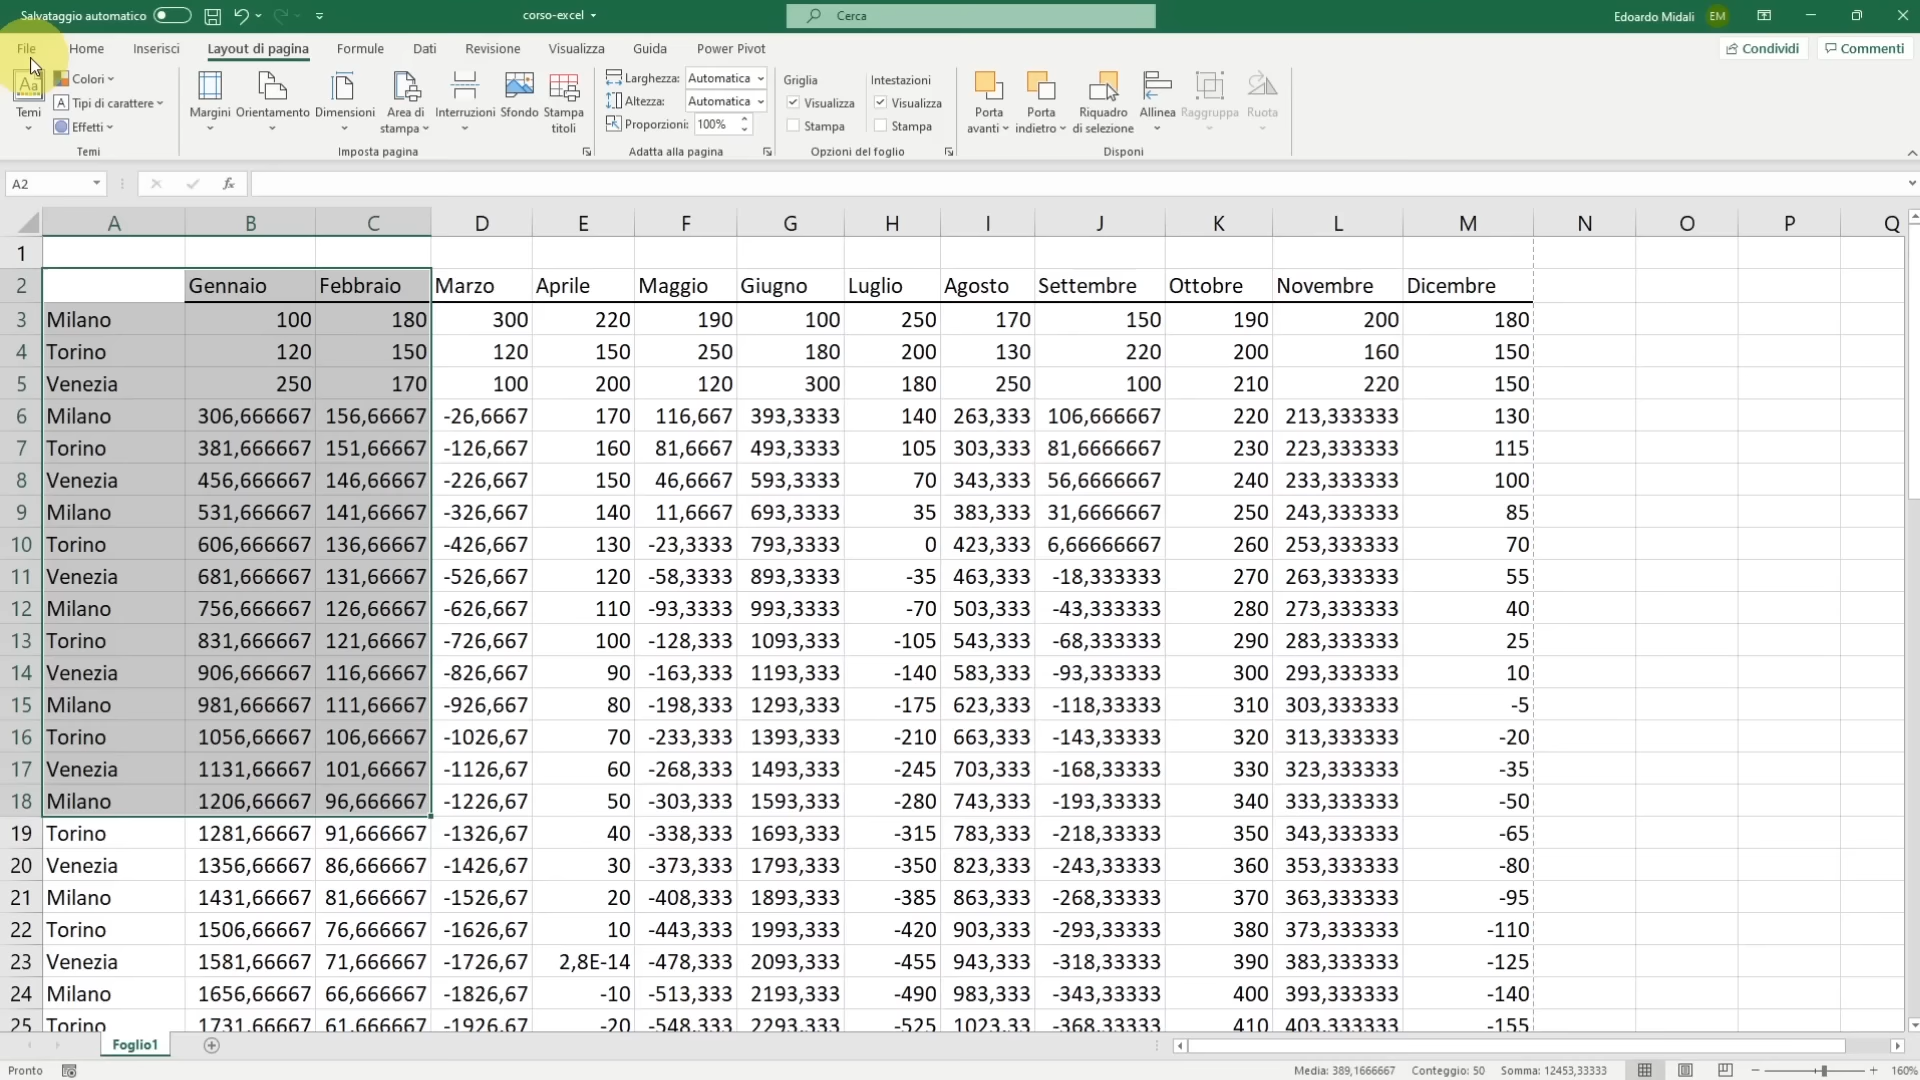 Salvataggio automatico
corso-excel
Cerca
Edoardo Midali EM
File Home Inserisci Layout di pagina Formule Dati Revisione Visualizza Guida Power Pivot Condividi Commenti
Aa Temi
Colori
A Tipi di carattere
Effetti
Temi
Margini Orientamento Dimensioni Area di stampa Interruzioni Sfondo Stampa titoli
Imposta pagina
Larghezza: Automatica
Altezza: Automatica
Proporzioni: 100%
Adatta alla pagina
Griglia Intestazioni
Visualizza Visualizza
Stampa Stampa
Opzioni del foglio
Porta avanti Porta indietro Riquadro di selezione Allinea Raggruppa Ruota
Disponi
A2 fx
A B C D E F G H I J K L M N O P Q
1
2 Gennaio Febbraio Marzo Aprile Maggio Giugno Luglio Agosto Settembre Ottobre Novembre Dicembre
3 Milano 100 180 300 220 190 100 250 170 150 190 200 180
4 Torino 120 150 120 150 250 180 200 130 220 200 160 150
5 Venezia 250 170 100 200 120 300 180 250 100 210 220 150
6 Milano 306,666667 156,66667 -26,6667 170 116,667 393,3333 140 263,333 106,666667 220 213,333333 130
7 Torino 381,666667 151,66667 -126,667 160 81,6667 493,3333 105 303,333 81,6666667 230 223,333333 115
8 Venezia 456,666667 146,66667 -226,667 150 46,6667 593,3333 70 343,333 56,6666667 240 233,333333 100
9 Milano 531,666667 141,66667 -326,667 140 11,6667 693,3333 35 383,333 31,6666667 250 243,333333 85
10 Torino 606,666667 136,66667 -426,667 130 -23,3333 793,3333 0 423,333 6,66666667 260 253,333333 70
11 Venezia 681,666667 131,66667 -526,667 120 -58,3333 893,3333 -35 463,333 -18,333333 270 263,333333 55
12 Milano 756,666667 126,66667 -626,667 110 -93,3333 993,3333 -70 503,333 -43,333333 280 273,333333 40
13 Torino 831,666667 121,66667 -726,667 100 -128,333 1093,333 -105 543,333 -68,333333 290 283,333333 25
14 Venezia 906,666667 116,66667 -826,667 90 -163,333 1193,333 -140 583,333 -93,333333 300 293,333333 10
15 Milano 981,666667 111,66667 -926,667 80 -198,333 1293,333 -175 623,333 -118,33333 310 303,333333 -5
16 Torino 1056,66667 106,66667 -1026,67 70 -233,333 1393,333 -210 663,333 -143,33333 320 313,333333 -20
17 Venezia 1131,66667 101,66667 -1126,67 60 -268,333 1493,333 -245 703,333 -168,33333 330 323,333333 -35
18 Milano 1206,66667 96,666667 -1226,67 50 -303,333 1593,333 -280 743,333 -193,33333 340 333,333333 -50
19 Torino 1281,66667 91,666667 -1326,67 40 -338,333 1693,333 -315 783,333 -218,33333 350 343,333333 -65
20 Venezia 1356,66667 86,666667 -1426,67 30 -373,333 1793,333 -350 823,333 -243,33333 360 353,333333 -80
21 Milano 1431,66667 81,666667 -1526,67 20 -408,333 1893,333 -385 863,333 -268,33333 370 363,333333 -95
22 Torino 1506,66667 76,666667 -1626,67 10 -443,333 1993,333 -420 903,333 -293,33333 380 373,333333 -110
23 Venezia 1581,66667 71,666667 -1726,67 2,8E-14 -478,333 2093,333 -455 943,333 -318,33333 390 383,333333 -125
24 Milano 1656,66667 66,666667 -1826,67 -10 -513,333 2193,333 -490 983,333 -343,33333 400 393,333333 -140
25 Torino 1731,66667 61,666667 -1926,67 -20 -548,333 2293,333 -525 1023,33 -368,33333 410 403,333333 -155
Foglio1
Pronto Media: 389,1666667 Conteggio: 50 Somma: 12453,33333 160%